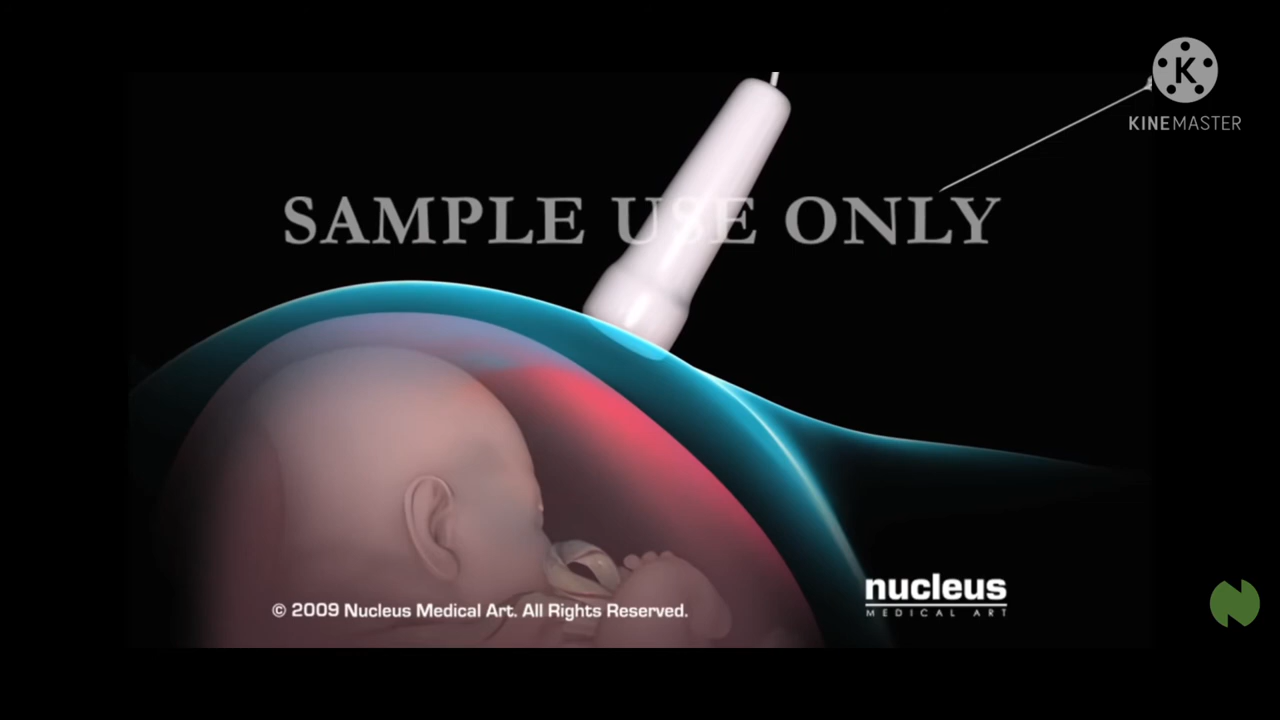 K
KINEMASTER
SAMPLE USE ONLY
nucleus
MEDICAL ART
© 2009 Nucleus Medical Art. All Rights Reserved.